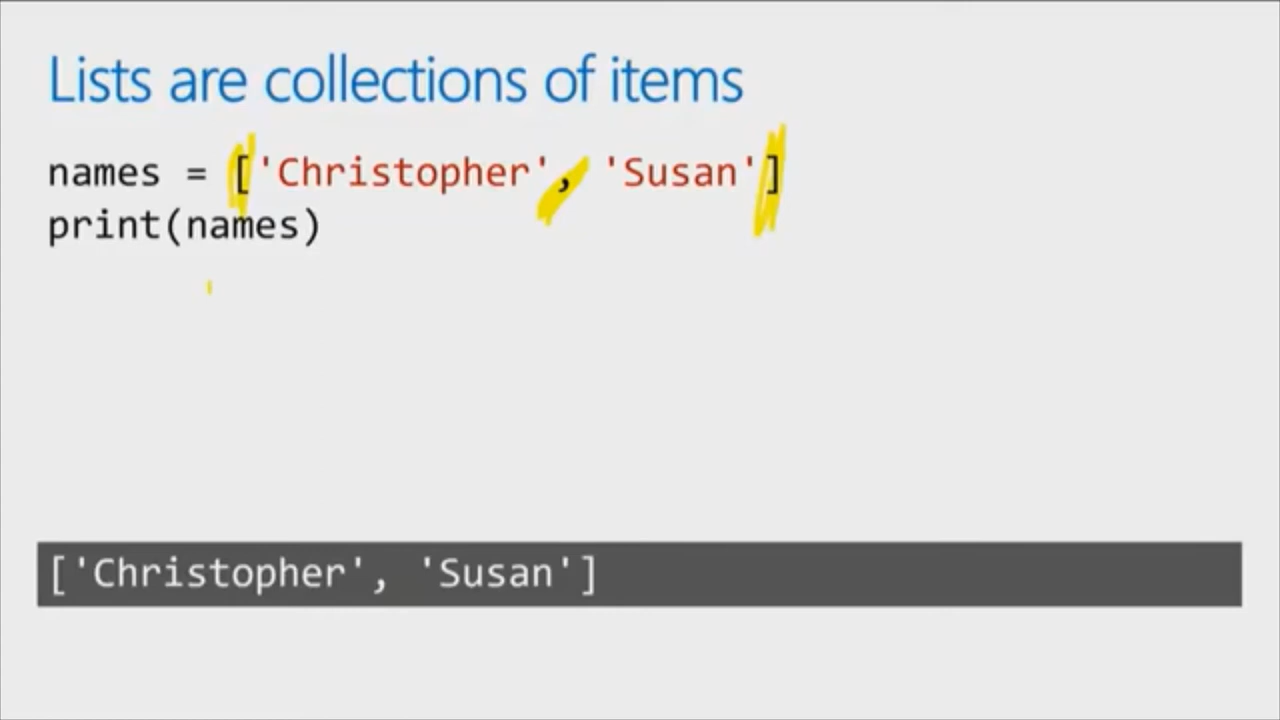 Lists are collections of items
names = ['Christopher', 'Susan']
print(names)
['Christopher', 'Susan']